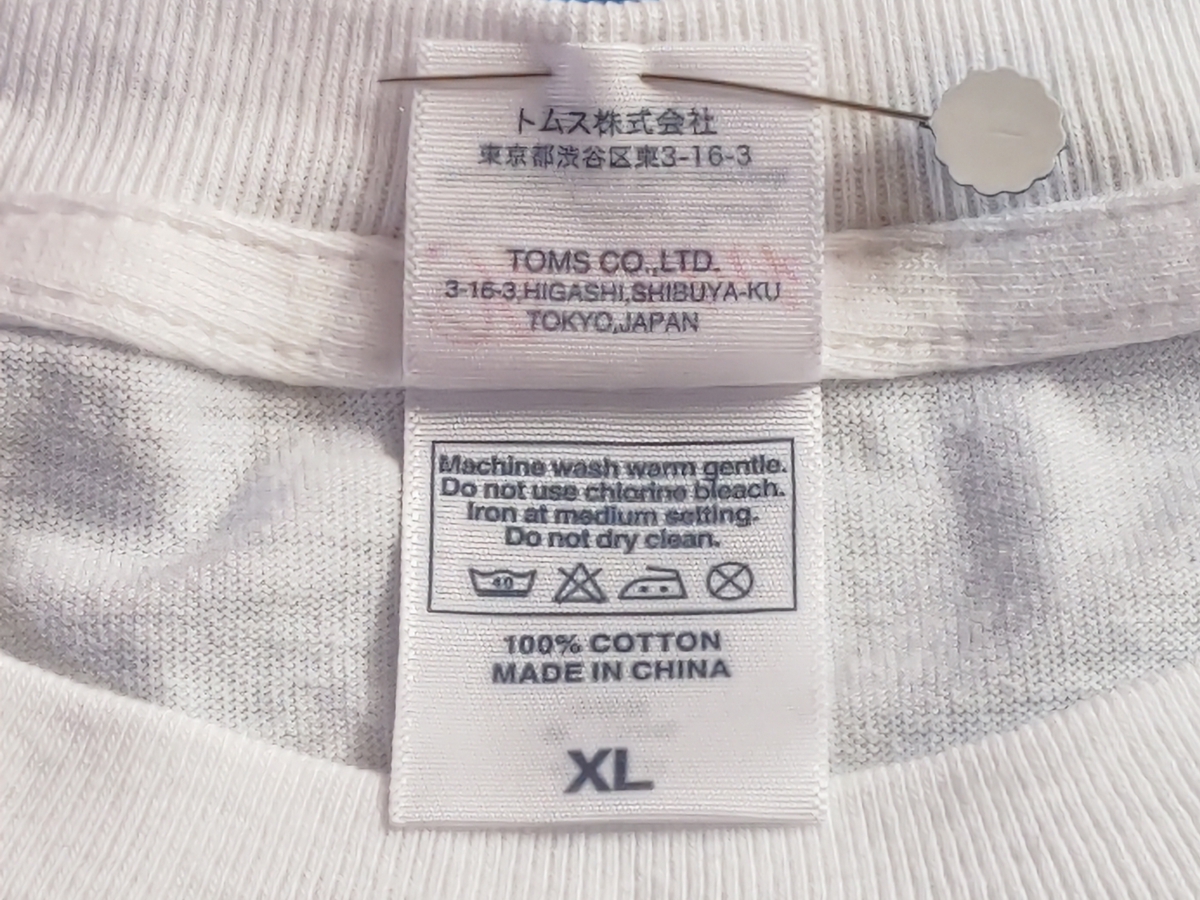 トムス株式会社
東京都渋谷区東3-16-3
TOMS CO.,LTD.
3-16-3,HIGASHI,SHIBUYA-KU
TOKYO,JAPAN
Machine wash warm gentle.
Do not use chlorine bleach.
Iron at medium setting.
Do not dry clean.
40
100% COTTON
MADE IN CHINA
XL